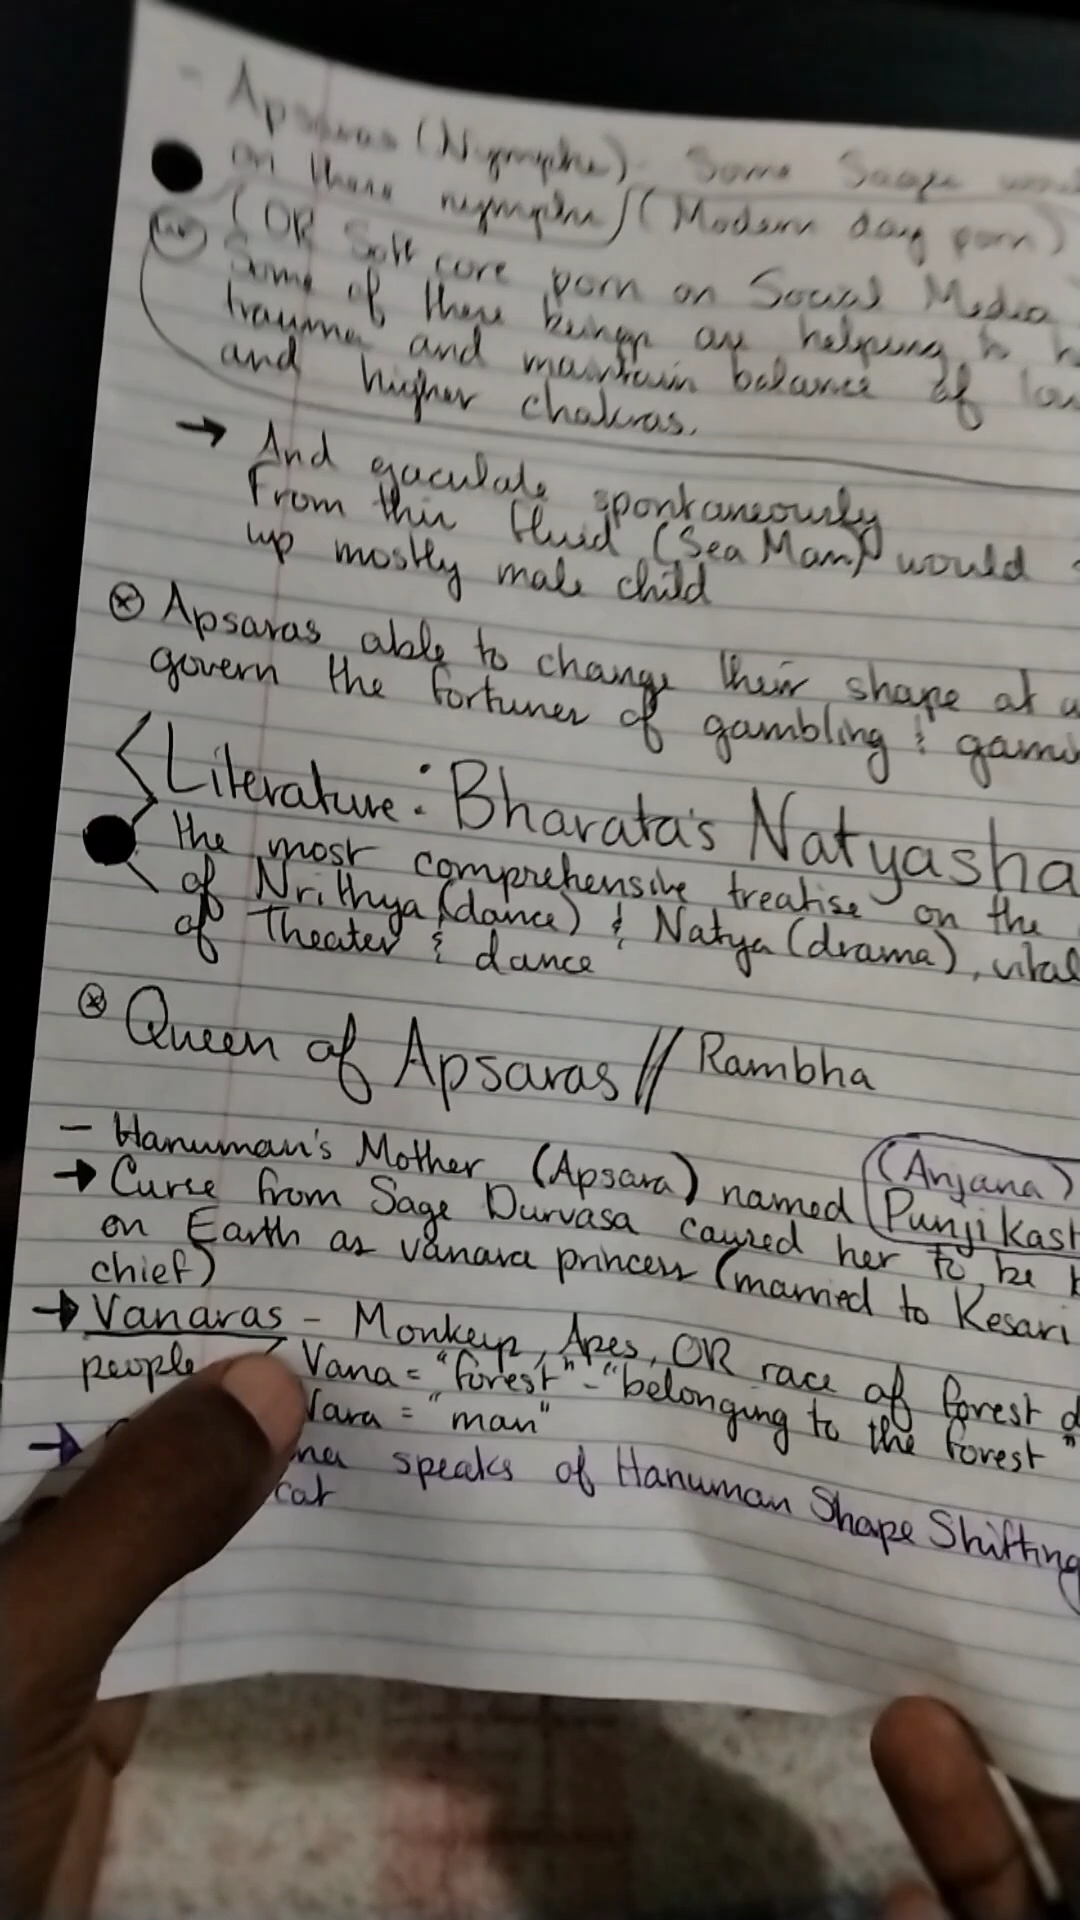 - Apsaras (Nymphs) - Some Sages
on these nymphs / (Modern day porn)
(OR Soft core porn on Social Media
Some of these beings are helping to
trauma and maintain balance of
and higher chakras.
→ And ejaculate spontaneously
From this fluid (Sea Man) would
up mostly male child
⊗ Apsaras able to change their shape at
govern the fortunes of gambling &
Literature: Bharata's Natyasha
the most comprehensive treatise on the
of Nrithya (dance) & Natya (drama), vital
of Theater & dance
⊗ Queen of Apsaras // Rambha
- Hanuman's Mother (Apsara) named (Anjana)
Punjikast
→ Curse from Sage Durvasa caused her to be
on Earth as vanara princess (married to Kesari
chief)
→ Vanaras - Monkeys, Apes, OR race of forest
people Vana = "forest" - "belonging to the forest"
Vara = "man"
→ speaks of Hanuman Shape Shifting
cat